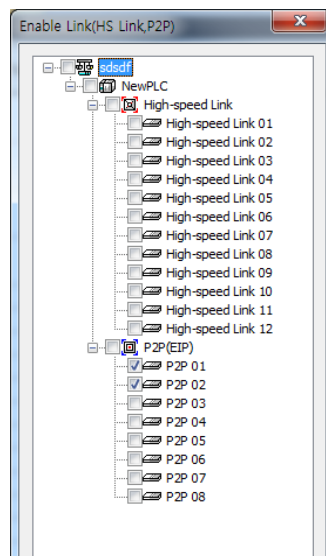 Enable Link(HS Link,P2P)
sdsdf
NewPLC
High-speed Link
High-speed Link 01
High-speed Link 02
High-speed Link 03
High-speed Link 04
High-speed Link 05
High-speed Link 06
High-speed Link 07
High-speed Link 08
High-speed Link 09
High-speed Link 10
High-speed Link 11
High-speed Link 12
P2P(EIP)
P2P 01
P2P 02
P2P 03
P2P 04
P2P 05
P2P 06
P2P 07
P2P 08